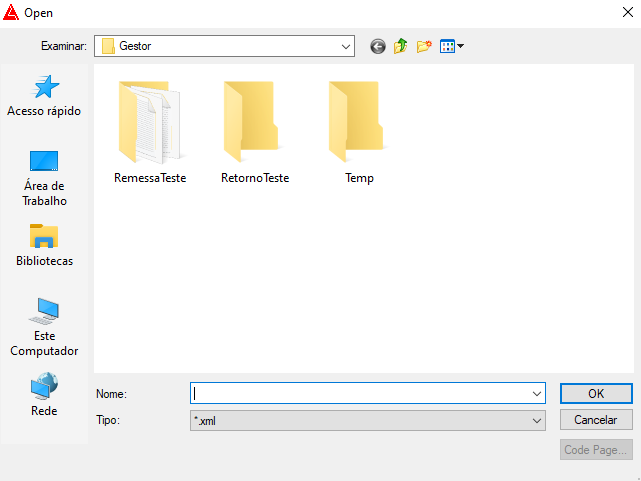 Open
Examinar:
Gestor
Acesso rápido
Área de
Trabalho
Bibliotecas
Este
Computador
Rede
RemessaTeste
RetornoTeste
Temp
Nome:
OK
Tipo:
*.xml
Cancelar
Code Page...